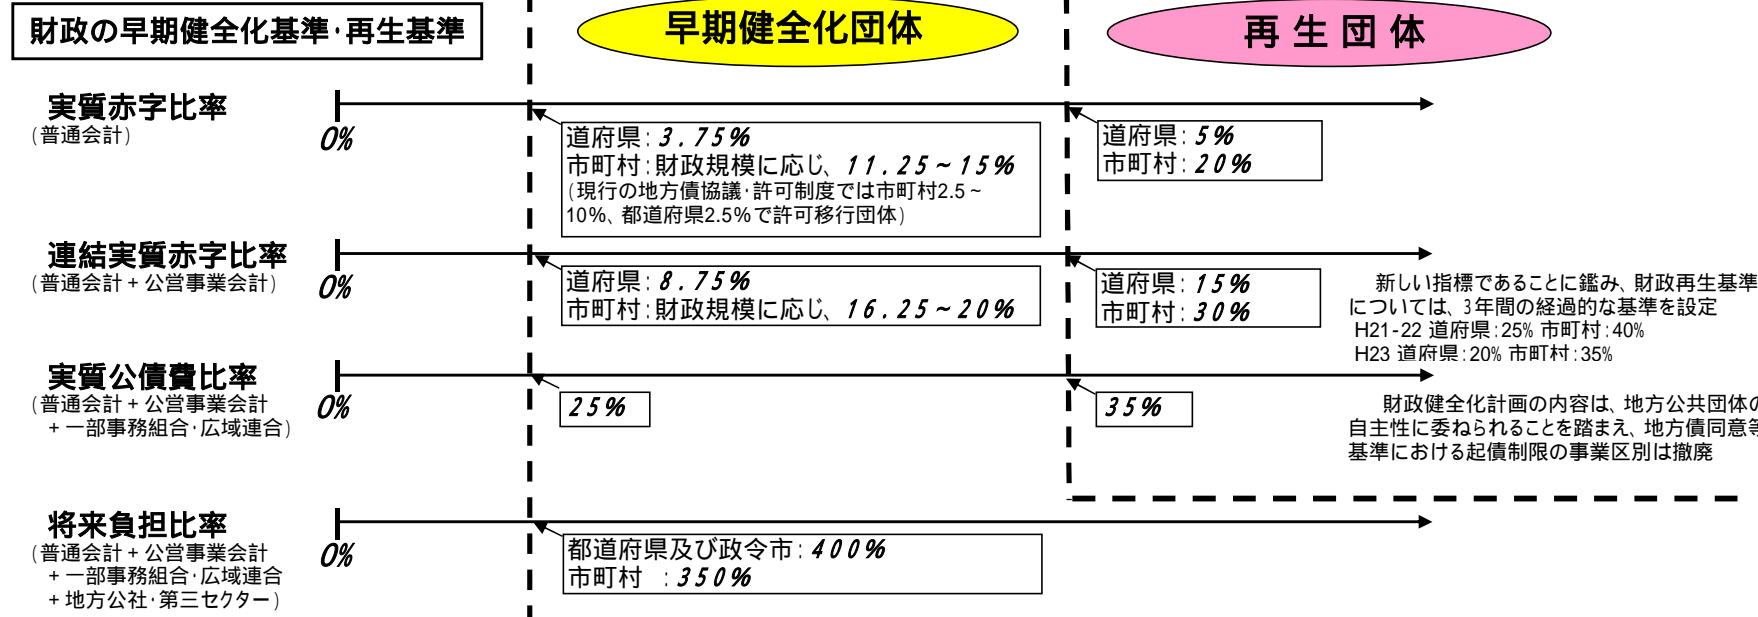 財政の早期健全化基準･再生基準
早期健全化団体
再 生 団 体
実質赤字比率
(普通会計)
0%
道府県:3.75%
市町村:財政規模に応じ、11.25~15%
(現行の地方債協議･許可制度では市町村2.5~
10%、都道府県2.5%で許可移行団体)
道府県:5%
市町村:20%
連結実質赤字比率
(普通会計+公営事業会計)
0%
道府県:8.75%
市町村:財政規模に応じ、16.25~20%
道府県:15%
市町村:30%
新しい指標であることに鑑み、財政再生基準
については、3年間の経過的な基準を設定
H21-22 道府県:25% 市町村:40%
H23 道府県:20% 市町村:35%
実質公債費比率
(普通会計+公営事業会計
+一部事務組合･広域連合)
0%
25%
35%
財政健全化計画の内容は、地方公共団体の
自主性に委ねられることを踏まえ、地方債同意等
基準における起債制限の事業区別は撤廃
将来負担比率
(普通会計+公営事業会計
+一部事務組合･広域連合
+地方公社･第三セクター)
0%
都道府県及び政令市:400%
市町村 :350%